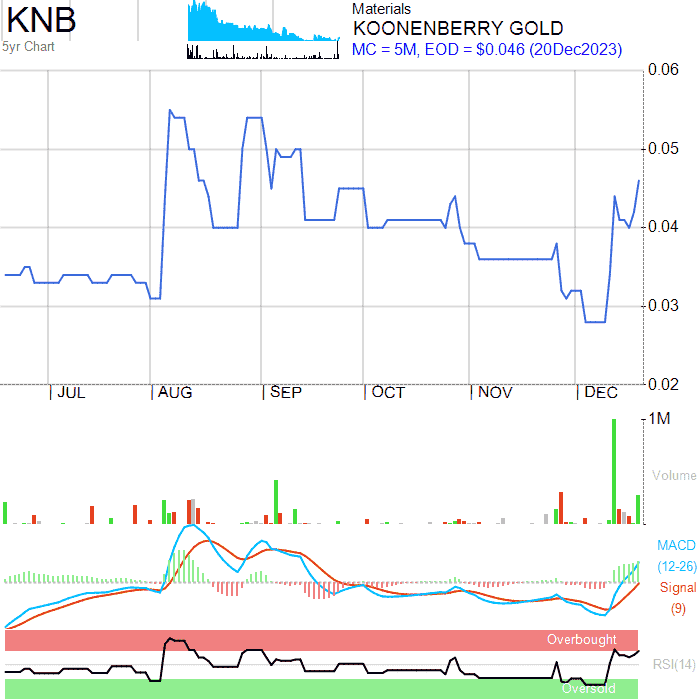 KNB
5yr Chart
Materials
KOONENBERRY GOLD
MC = 5M, EOD = $0.046 (20Dec2023)
0.06
0.05
0.04
0.03
0.02
JUL AUG SEP OCT NOV DEC
1M
Volume
MACD
(12-26)
Signal
(9)
Overbought
RSI(14)
Oversold